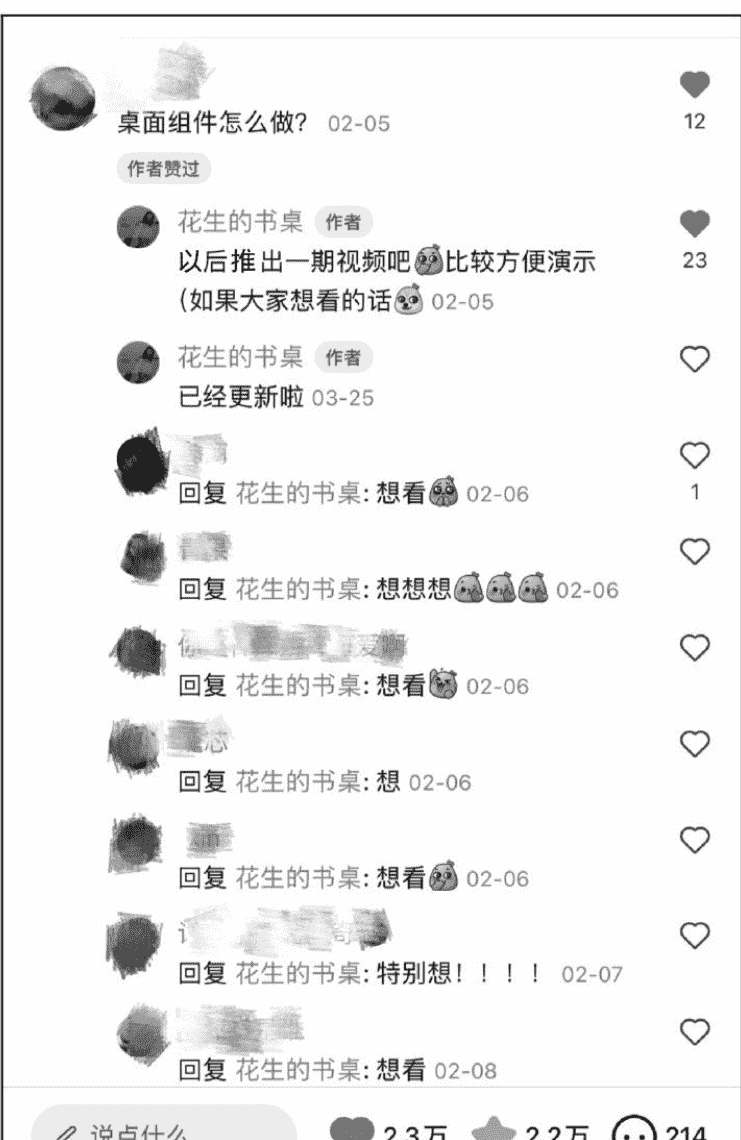 桌面组件怎么做? 02-05
12
作者赞过
花生的书桌 作者
以后推出一期视频吧比较方便演示
23
(如果大家想看的话 02-05
花生的书桌 作者
已经更新啦 03-25
回复 花生的书桌: 想看 02-06
1
回复 花生的书桌: 想想想 02-06
回复 花生的书桌: 想看 02-06
回复 花生的书桌: 想 02-06
回复 花生的书桌: 想看 02-06
回复 花生的书桌: 特别想!!!! 02-07
回复 花生的书桌: 想看 02-08
说点什么 2.3万 2.2万 214